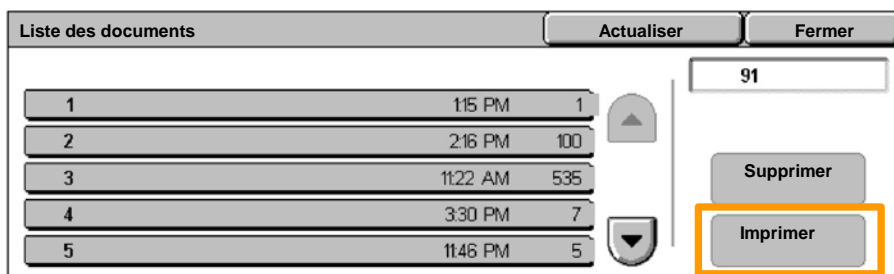 Liste des documents Actualiser Fermer
91
1 1:15 PM 1
2 2:16 PM 100
3 11:22 AM 535
4 3:30 PM 7
5 11:46 PM 5
Supprimer
Imprimer